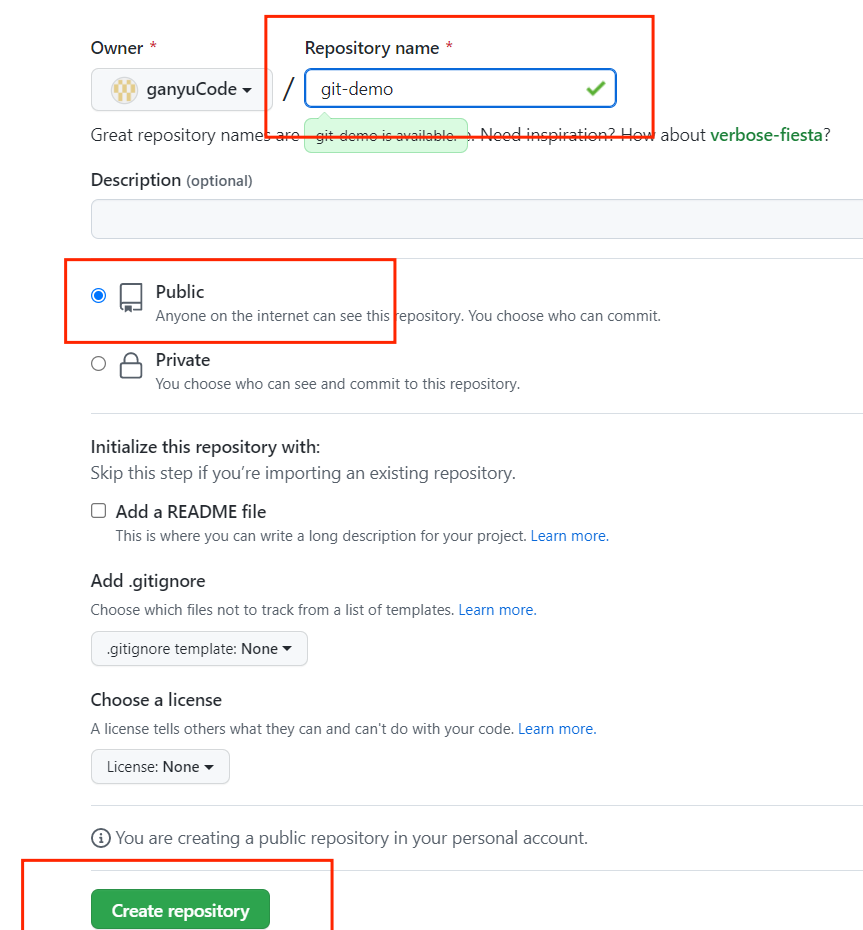 Owner *
Repository name *
ganyuCode
/
git-demo
Great repository names are
git-demo is available.
. Need inspiration? How about verbose-fiesta?
Description (optional)
Public
Anyone on the internet can see this repository. You choose who can commit.
Private
You choose who can see and commit to this repository.
Initialize this repository with:
Skip this step if you’re importing an existing repository.
Add a README file
This is where you can write a long description for your project. Learn more.
Add .gitignore
Choose which files not to track from a list of templates. Learn more.
.gitignore template: None
Choose a license
A license tells others what they can and can't do with your code. Learn more.
License: None
You are creating a public repository in your personal account.
Create repository